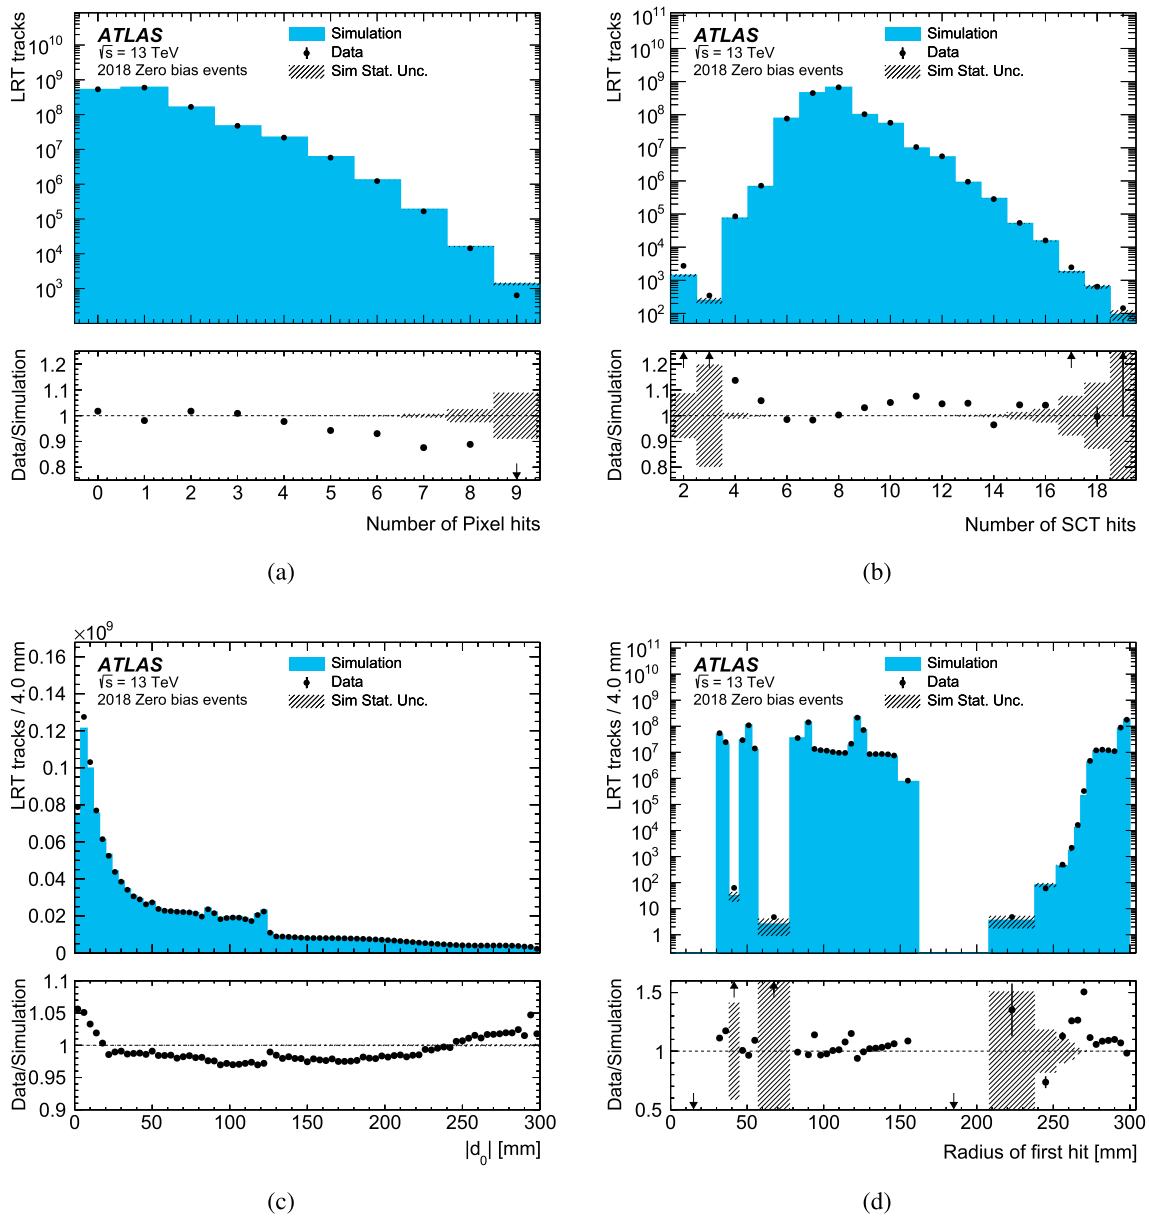 LRT tracks
10^10
10^9
10^8
10^7
10^6
10^5
10^4
10^3
ATLAS
√s = 13 TeV
2018 Zero bias events
Simulation
Data
Sim Stat. Unc.
Data/Simulation
1.2
1.1
1
0.9
0.8
0 1 2 3 4 5 6 7 8 9
Number of Pixel hits
(a)
LRT tracks
10^11
10^10
10^9
10^8
10^7
10^6
10^5
10^4
10^3
10^2
ATLAS
√s = 13 TeV
2018 Zero bias events
Simulation
Data
Sim Stat. Unc.
Data/Simulation
1.2
1.1
1
0.9
0.8
2 4 6 8 10 12 14 16 18
Number of SCT hits
(b)
×10^9
LRT tracks / 4.0 mm
0.16
0.14
0.12
0.1
0.08
0.06
0.04
0.02
0
ATLAS
√s = 13 TeV
2018 Zero bias events
Simulation
Data
Sim Stat. Unc.
Data/Simulation
1.1
1.05
1
0.95
0.9
0 50 100 150 200 250 300
|d_0| [mm]
(c)
LRT tracks / 4.0 mm
10^11
10^10
10^9
10^8
10^7
10^6
10^5
10^4
10^3
10^2
10
1
ATLAS
√s = 13 TeV
2018 Zero bias events
Simulation
Data
Sim Stat. Unc.
Data/Simulation
1.5
1
0.5
0 50 100 150 200 250 300
Radius of first hit [mm]
(d)